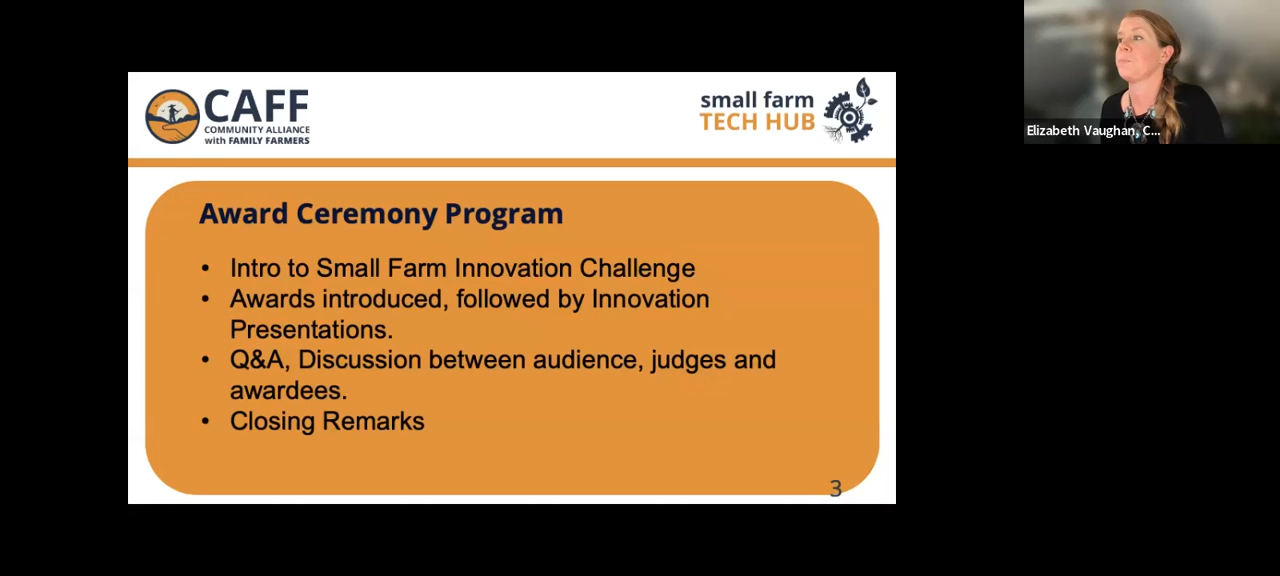 CAFF
COMMUNITY ALLIANCE
with FAMILY FARMERS
small farm
TECH HUB
Award Ceremony Program
• Intro to Small Farm Innovation Challenge
• Awards introduced, followed by Innovation
Presentations.
• Q&A, Discussion between audience, judges and
awardees.
• Closing Remarks
3
Elizabeth Vaughan, C...